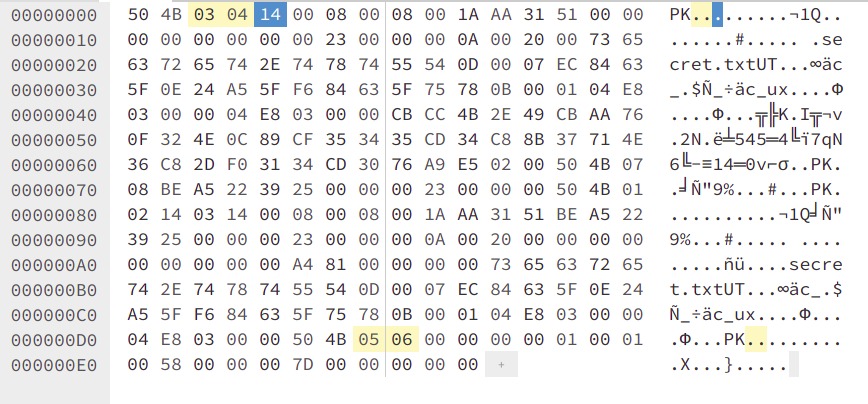 00000000 50 4B 03 04 14 00 08 00 08 00 1A AA 31 51 00 00 PK........¬1Q..
00000010 00 00 00 00 00 00 23 00 00 00 0A 00 20 00 73 65 ......#..... .se
00000020 63 72 65 74 2E 74 78 74 55 54 0D 00 07 EC 84 63 cret.txtUT...∞äc
00000030 5F 0E 24 A5 5F F6 84 63 5F 75 78 0B 00 01 04 E8 _.$Ñ_÷äc_ux....Φ
00000040 03 00 00 04 E8 03 00 00 CB CC 4B 2E 49 CB AA 76 ....Φ...╦╠K.I╦¬v
00000050 0F 32 4E 0C 89 CF 35 34 35 CD 34 C8 8B 37 71 4E .2N.ë╧545═4╚ï7qN
00000060 36 C8 2D F0 31 34 CD 30 76 A9 E5 02 00 50 4B 07 6╚-≡14═0v⌐σ..PK.
00000070 08 BE A5 22 39 25 00 00 00 23 00 00 00 50 4B 01 .╛Ñ"9%...#...PK.
00000080 02 14 03 14 00 08 00 08 00 1A AA 31 51 BE A5 22 ..........¬1Q╛Ñ"
00000090 39 25 00 00 00 23 00 00 00 0A 00 20 00 00 00 00 9%...#..... ....
000000A0 00 00 00 00 00 A4 81 00 00 00 00 73 65 63 72 65 .....ñü....secre
000000B0 74 2E 74 78 74 55 54 0D 00 07 EC 84 63 5F 0E 24 t.txtUT...∞äc_.$
000000C0 A5 5F F6 84 63 5F 75 78 0B 00 01 04 E8 03 00 00 Ñ_÷äc_ux....Φ...
000000D0 04 E8 03 00 00 50 4B 05 06 00 00 00 00 01 00 01 .Φ...PK.........
000000E0 00 58 00 00 00 7D 00 00 00 00 00 + .X...}.....